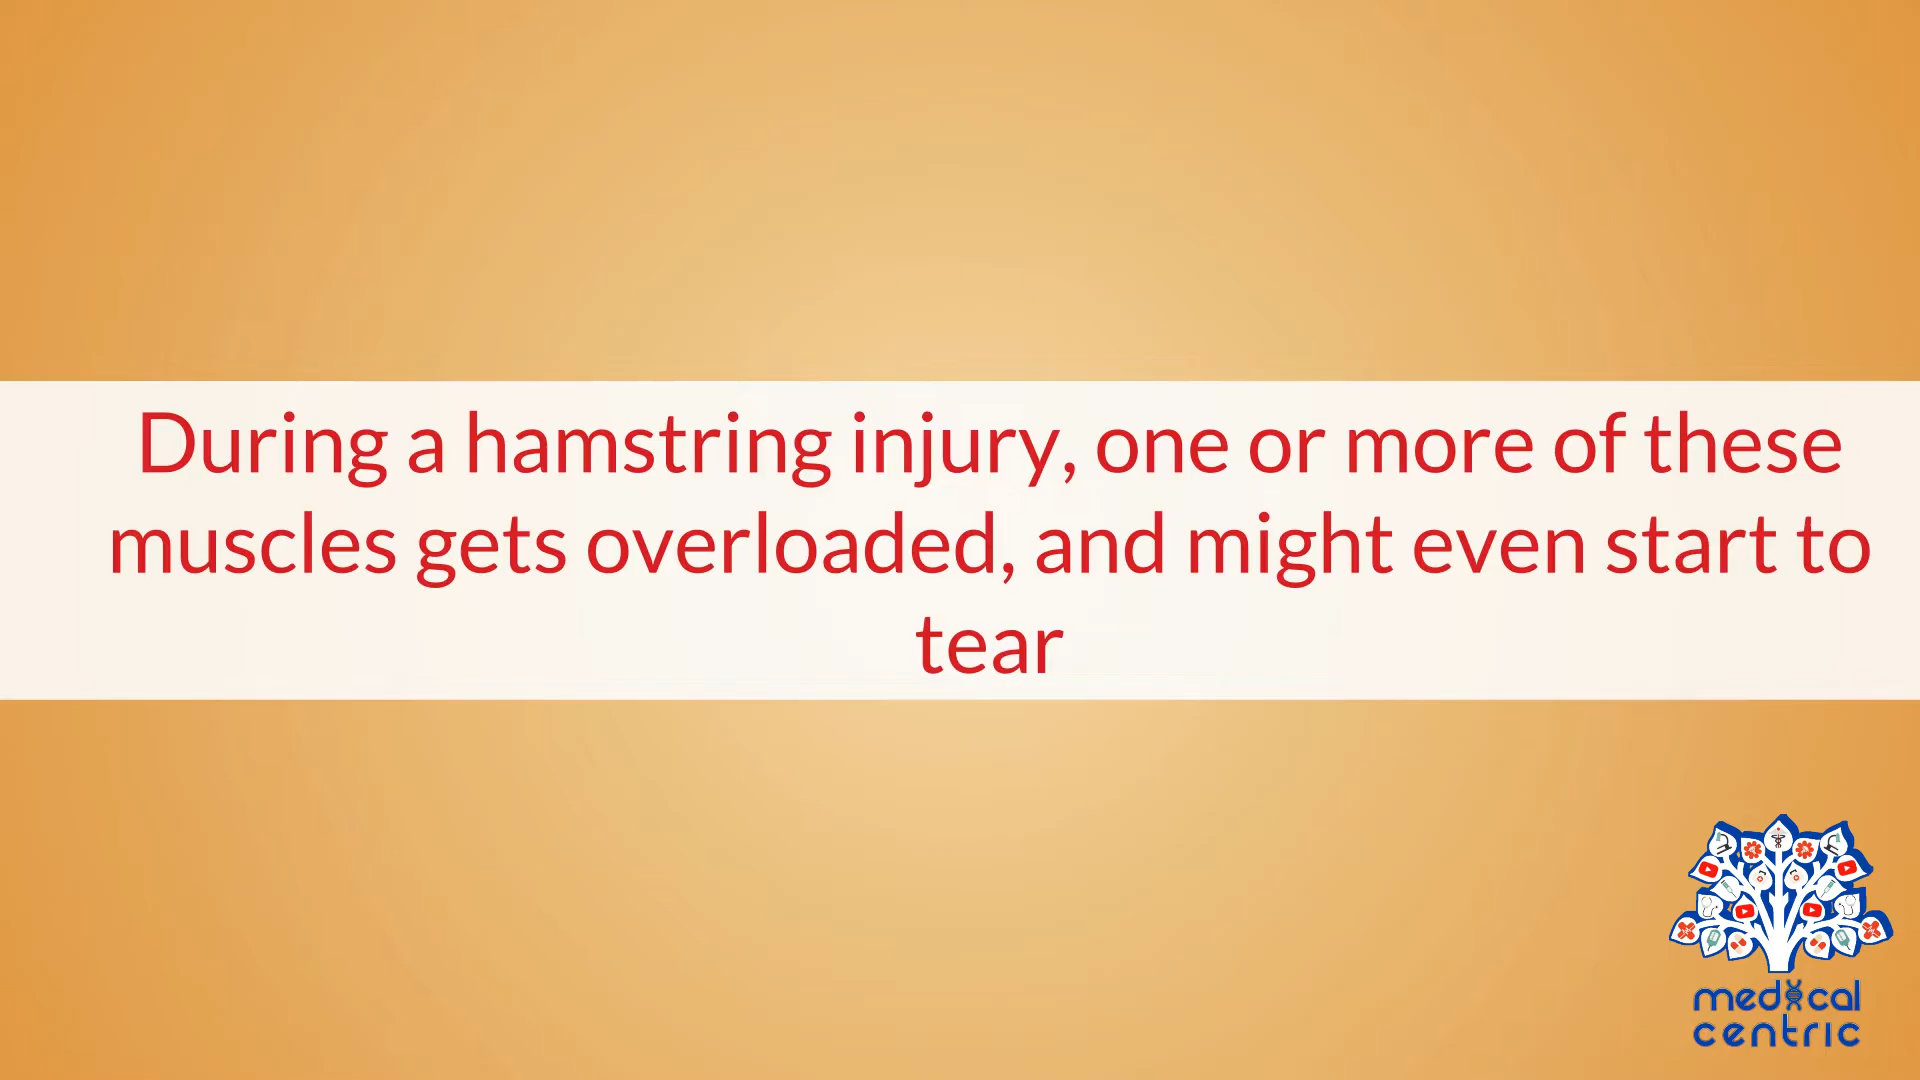 During a hamstring injury, one or more of these
muscles gets overloaded, and might even start to
tear
medical
centric